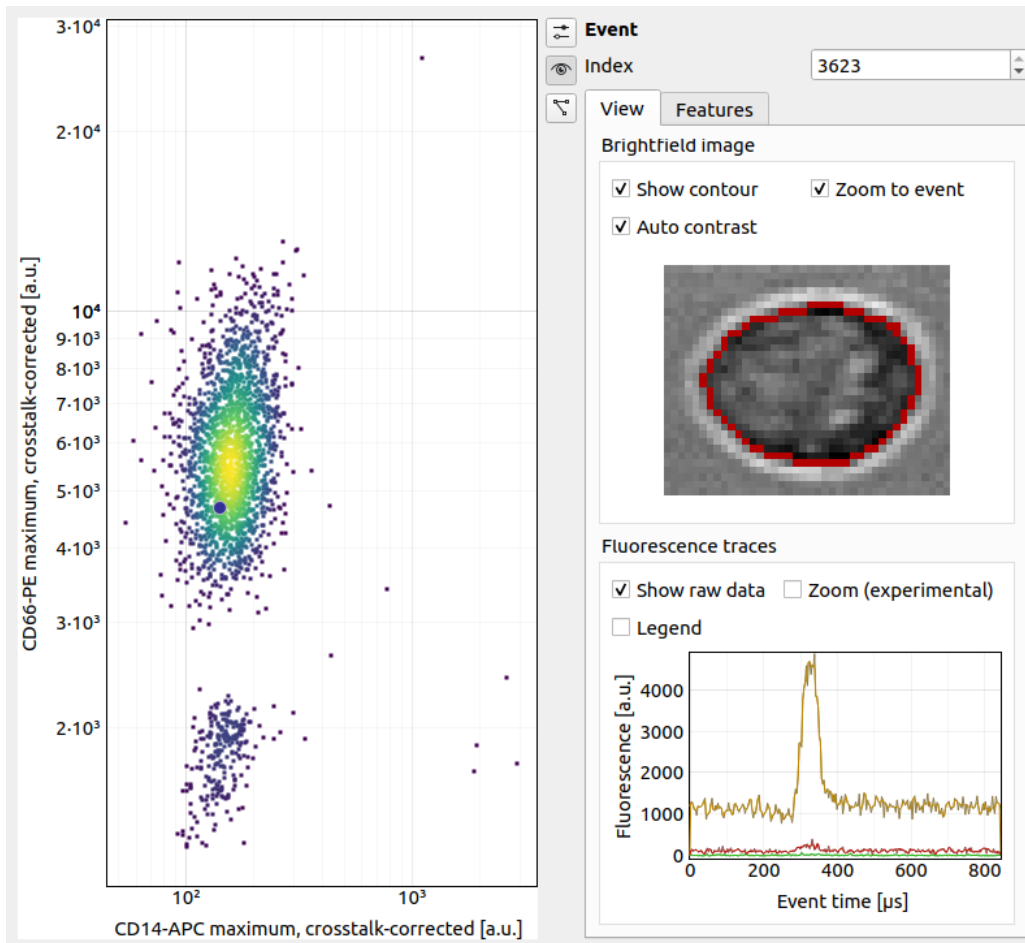 3·10⁴
2·10⁴
10⁴
9·10³
8·10³
7·10³
6·10³
5·10³
4·10³
3·10³
2·10³
CD66-PE maximum, crosstalk-corrected [a.u.]
10²
10³
CD14-APC maximum, crosstalk-corrected [a.u.]
Event
Index
3623
View
Features
Brightfield image
Show contour
Zoom to event
Auto contrast
Fluorescence traces
Show raw data
Zoom (experimental)
Legend
Fluorescence [a.u.]
4000
3000
2000
1000
0
0
200
400
600
800
Event time [µs]